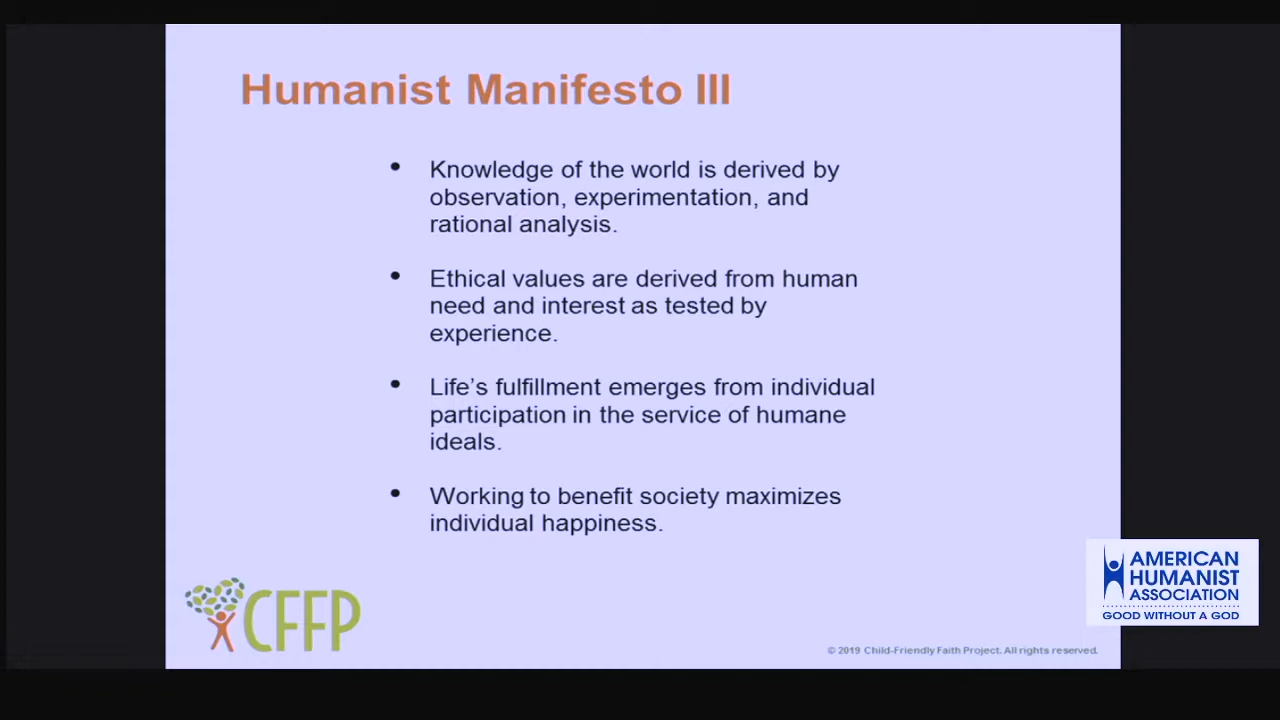 Humanist Manifesto III
• Knowledge of the world is derived by
observation, experimentation, and
rational analysis.
• Ethical values are derived from human
need and interest as tested by
experience.
• Life’s fulfillment emerges from individual
participation in the service of humane
ideals.
• Working to benefit society maximizes
individual happiness.
CFFP
© 2019 Child-Friendly Faith Project. All rights reserved.
AMERICAN
HUMANIST
ASSOCIATION
GOOD WITHOUT A GOD